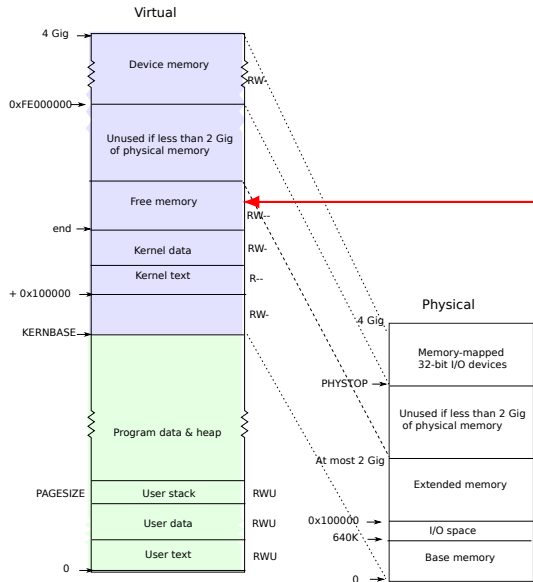 Virtual
4 Gig
Device memory
RW-
0xFE000000
Unused if less than 2 Gig
of physical memory
Free memory
RW--
end
Kernel data
RW-
Kernel text
R--
+ 0x100000
RW-
KERNBASE
Program data & heap
PAGESIZE
User stack
RWU
User data
RWU
User text
RWU
0
Physical
4 Gig
Memory-mapped
32-bit I/O devices
PHYSTOP
Unused if less than 2 Gig
of physical memory
At most 2 Gig
Extended memory
0x100000
I/O space
640K
Base memory
0